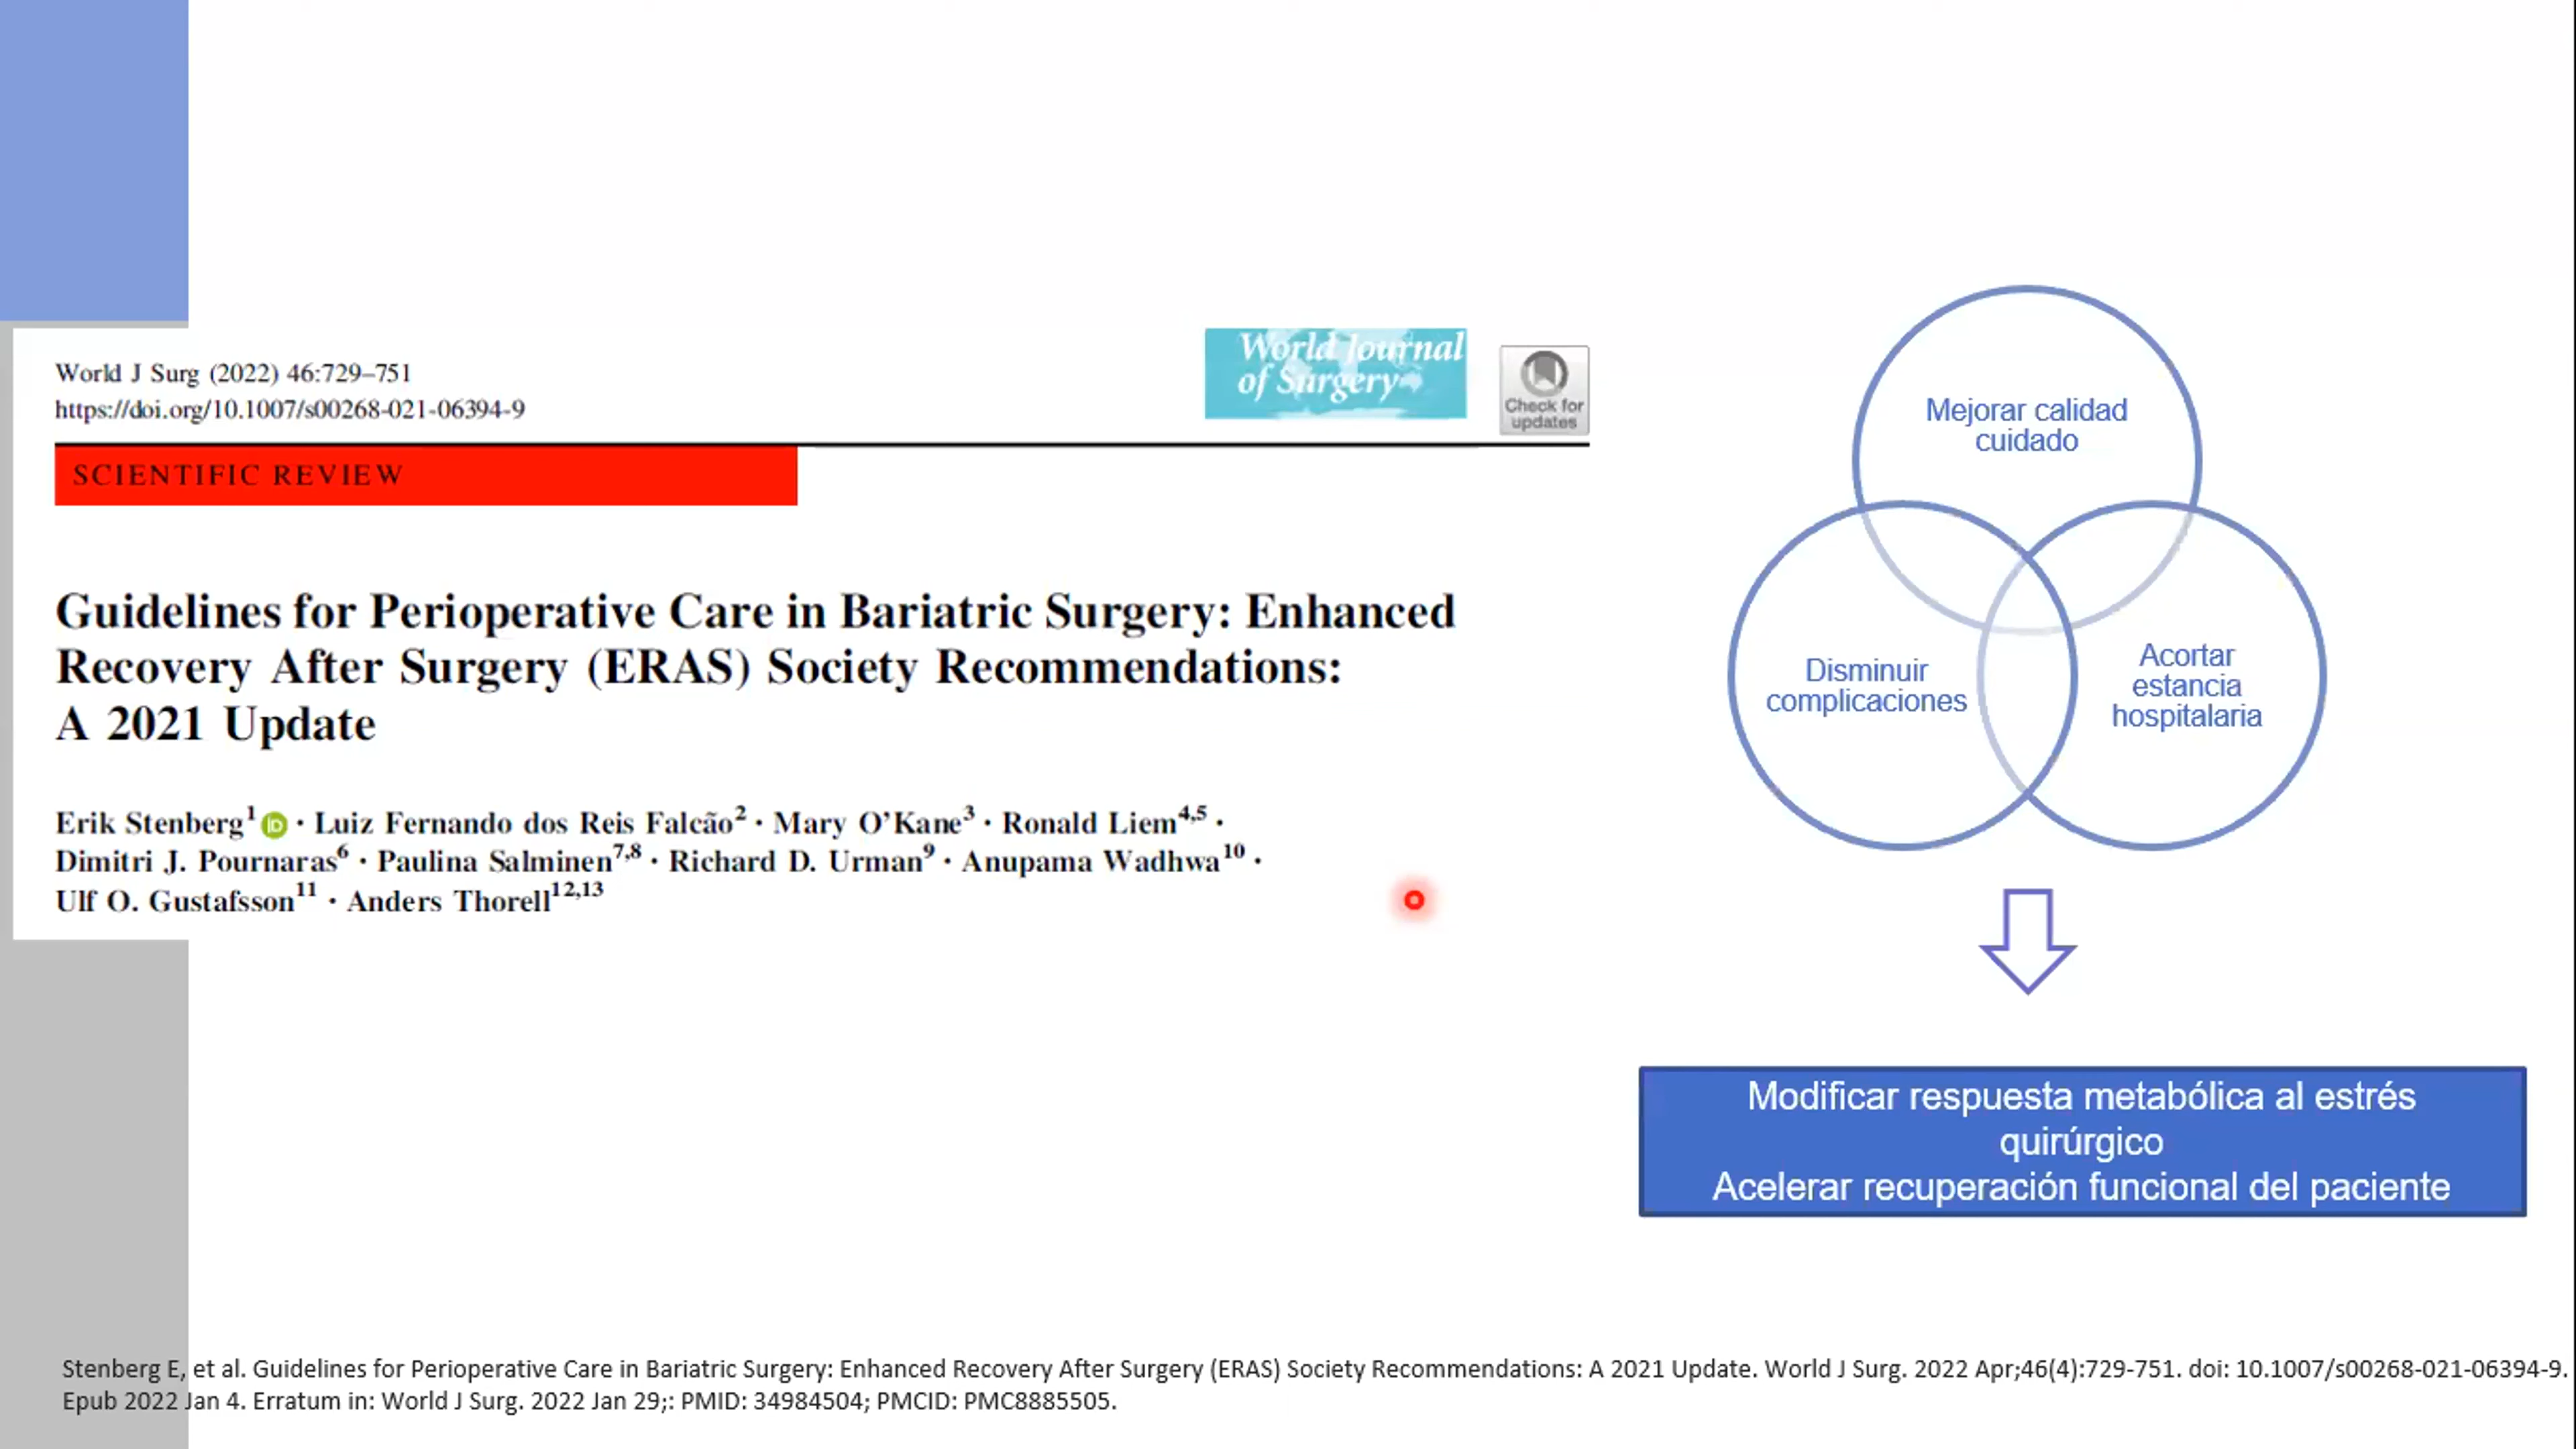 World J Surg (2022) 46:729–751
https://doi.org/10.1007/s00268-021-06394-9
World Journal
of Surgery
Check for
updates
SCIENTIFIC REVIEW
Guidelines for Perioperative Care in Bariatric Surgery: Enhanced
Recovery After Surgery (ERAS) Society Recommendations:
A 2021 Update
Erik Stenberg1 iD · Luiz Fernando dos Reis Falcão2 · Mary O’Kane3 · Ronald Liem4,5 ·
Dimitri J. Pournaras6 · Paulina Salminen7,8 · Richard D. Urman9 · Anupama Wadhwa10 ·
Ulf O. Gustafsson11 · Anders Thorell12,13
Mejorar calidad
cuidado
Disminuir
complicaciones
Acortar
estancia
hospitalaria
Modificar respuesta metabólica al estrés
quirúrgico
Acelerar recuperación funcional del paciente
Stenberg E, et al. Guidelines for Perioperative Care in Bariatric Surgery: Enhanced Recovery After Surgery (ERAS) Society Recommendations: A 2021 Update. World J Surg. 2022 Apr;46(4):729-751. doi: 10.1007/s00268-021-06394-9.
Epub 2022 Jan 4. Erratum in: World J Surg. 2022 Jan 29;: PMID: 34984504; PMCID: PMC8885505.